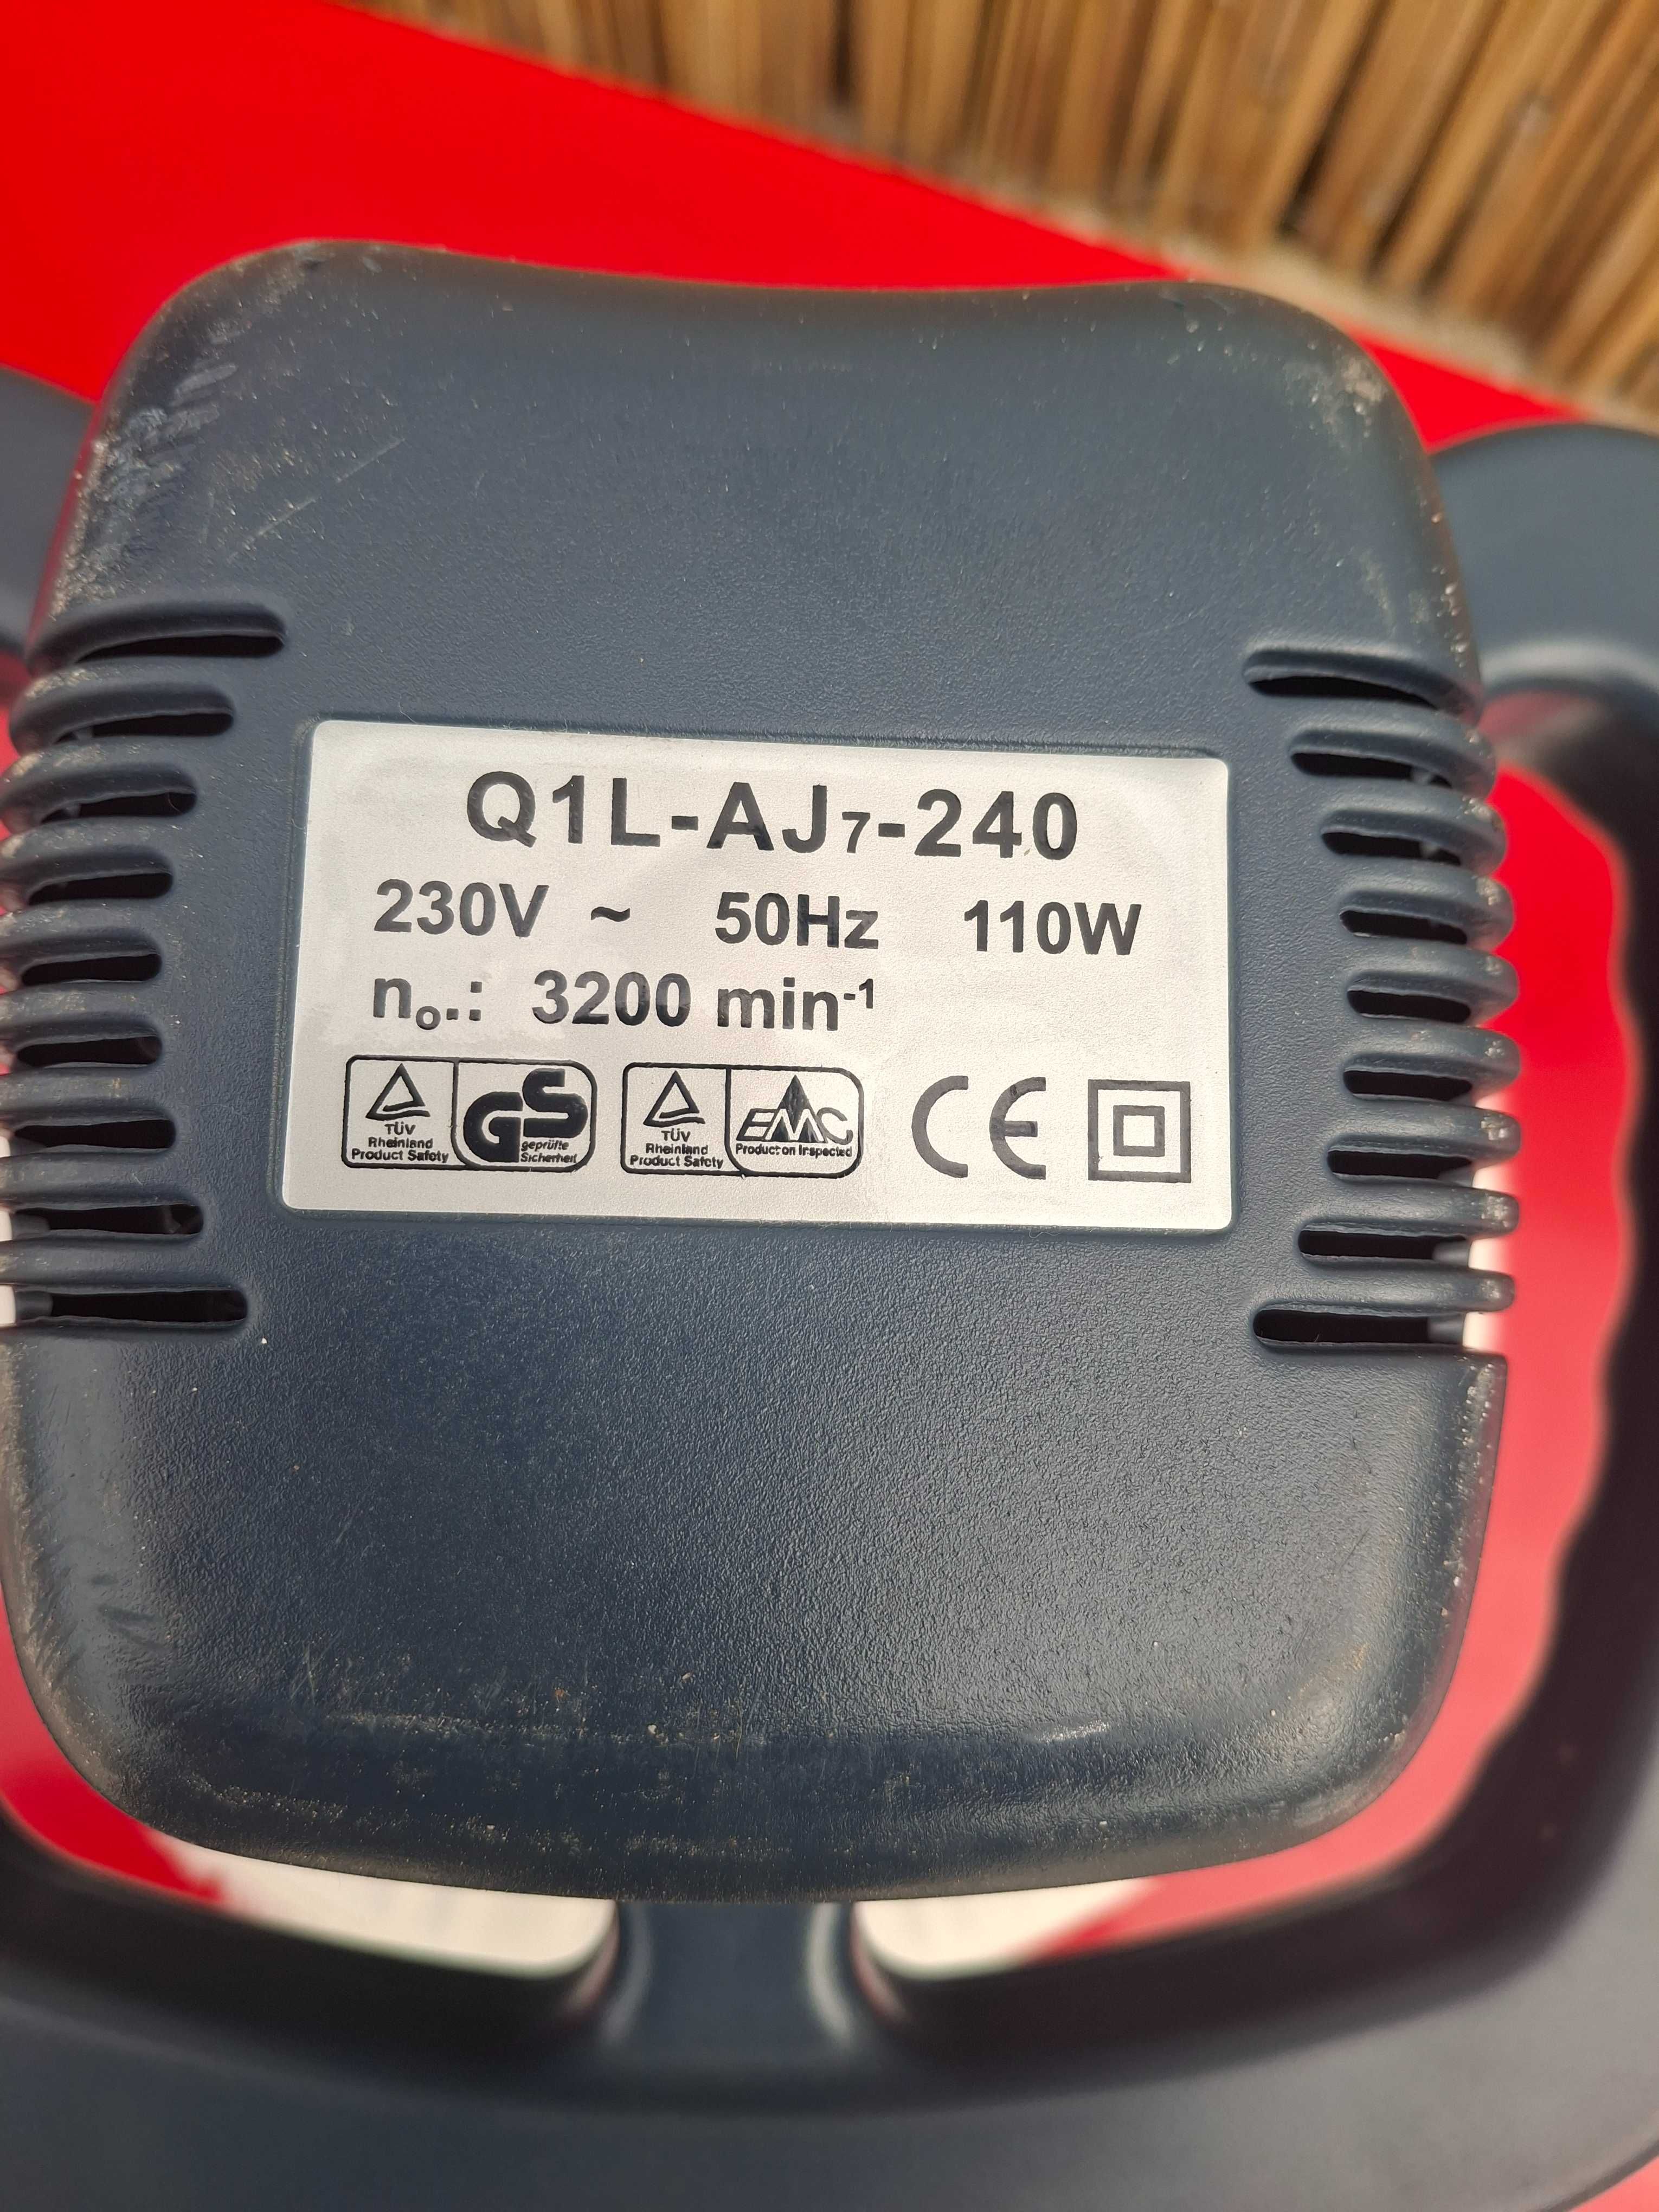 Q1L-AJ7-240
230V ~ 50Hz 110W
no.: 3200 min-1
TÜV
Rheinland
Product Safety
GS
geprüfte
Sicherheit
TÜV
Rheinland
Product Safety
EMC
Production Inspected
CE